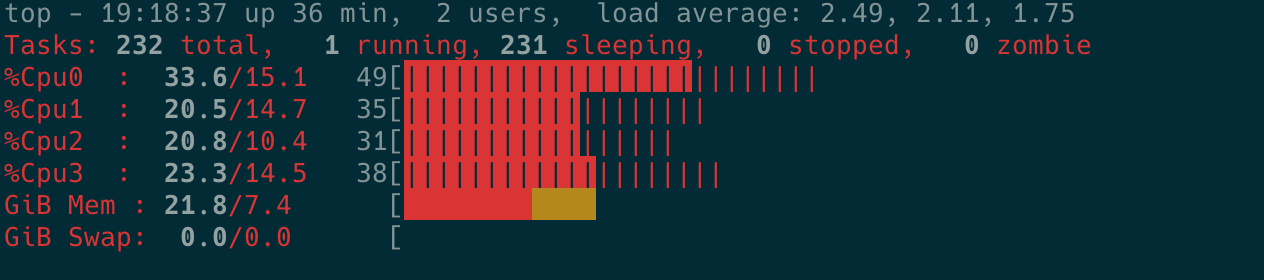 top - 19:18:37 up 36 min,  2 users,  load average: 2.49, 2.11, 1.75
Tasks: 232 total,   1 running, 231 sleeping,   0 stopped,   0 zombie
%Cpu0  :  33.6/15.1   49[||||||||||||||||||||||||||
%Cpu1  :  20.5/14.7   35[|||||||||||||||||||
%Cpu2  :  20.8/10.4   31[|||||||||||||||||
%Cpu3  :  23.3/14.5   38[||||||||||||||||||||
GiB Mem : 21.8/7.4      [
GiB Swap:  0.0/0.0      [